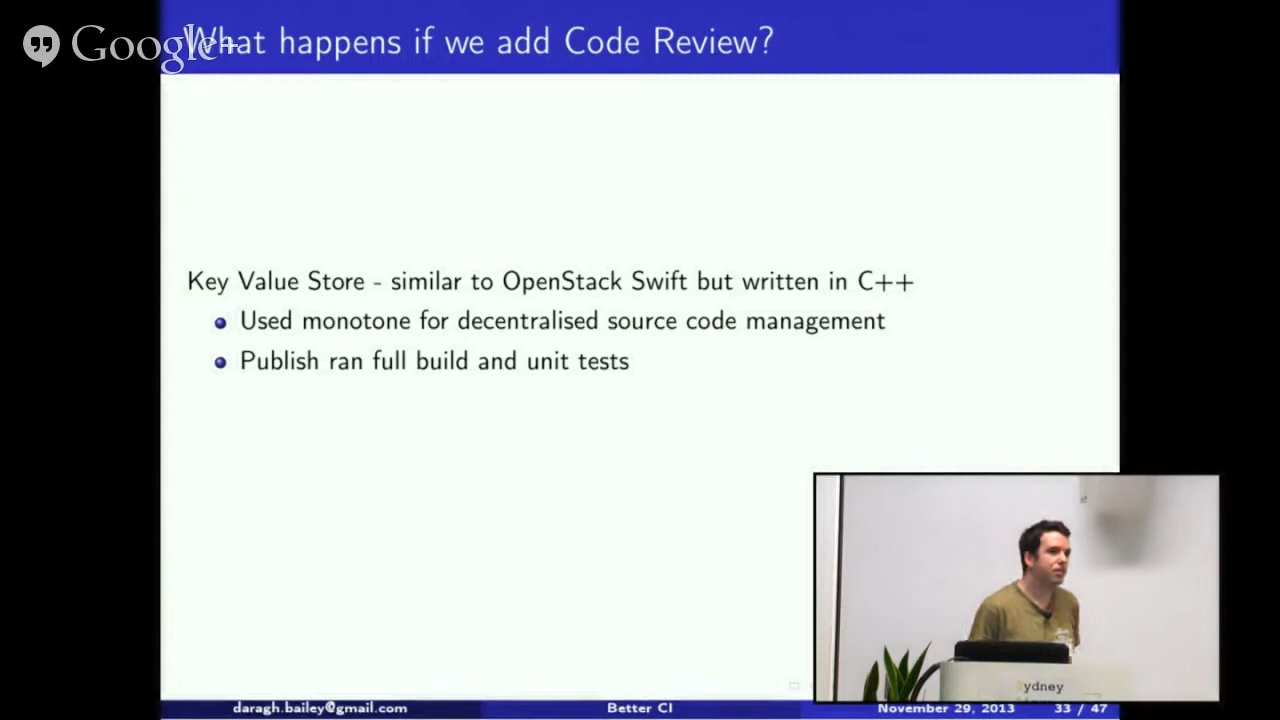 Google+
What happens if we add Code Review?
Key Value Store - similar to OpenStack Swift but written in C++
Used monotone for decentralised source code management
Publish ran full build and unit tests
ydney
daragh.bailey@gmail.com
Better CI
November 29, 2013
33 / 47